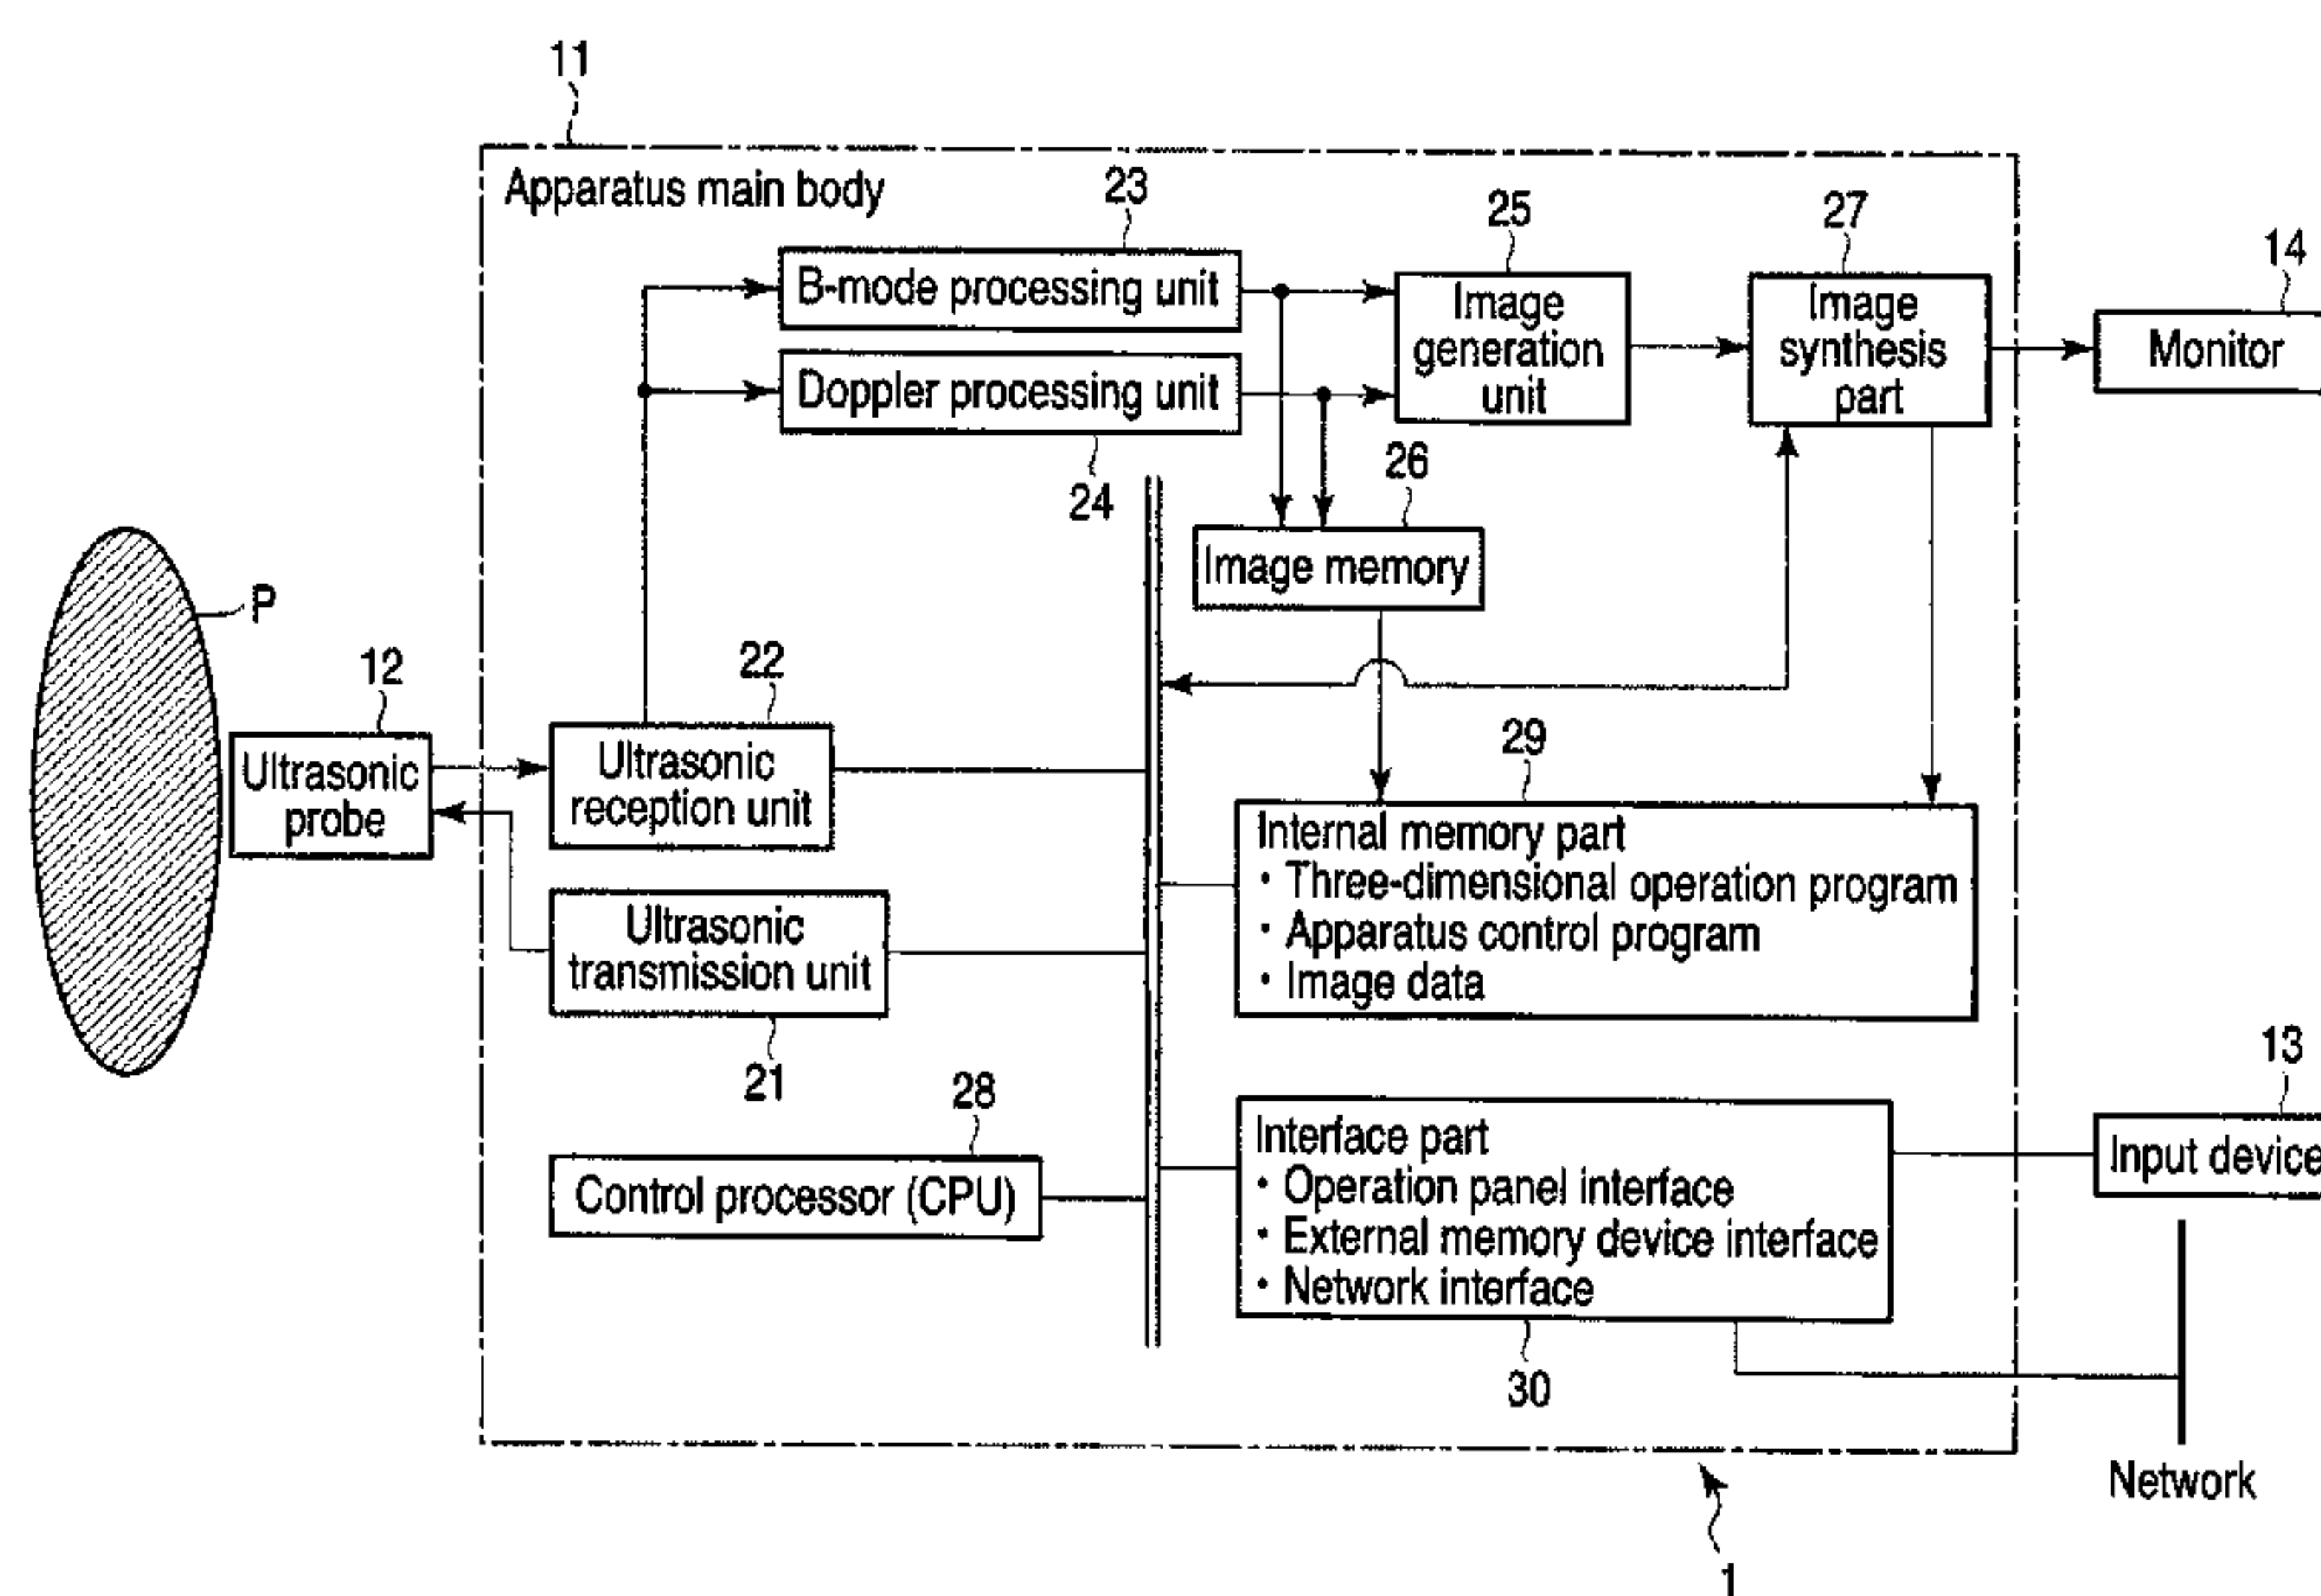 11
Apparatus main body
23
25
27
14
B-mode processing unit
Image
generation
unit
Image
synthesis
part
Monitor
Doppler processing unit
24
26
Image memory
P
12
22
Ultrasonic
probe
Ultrasonic
reception unit
29
Internal memory part
・Three-dimensional operation program
・Apparatus control program
・Image data
Ultrasonic
transmission unit
21
28
Control processor (CPU)
13
Interface part
・Operation panel interface
・External memory device interface
・Network interface
Input device
30
Network
1